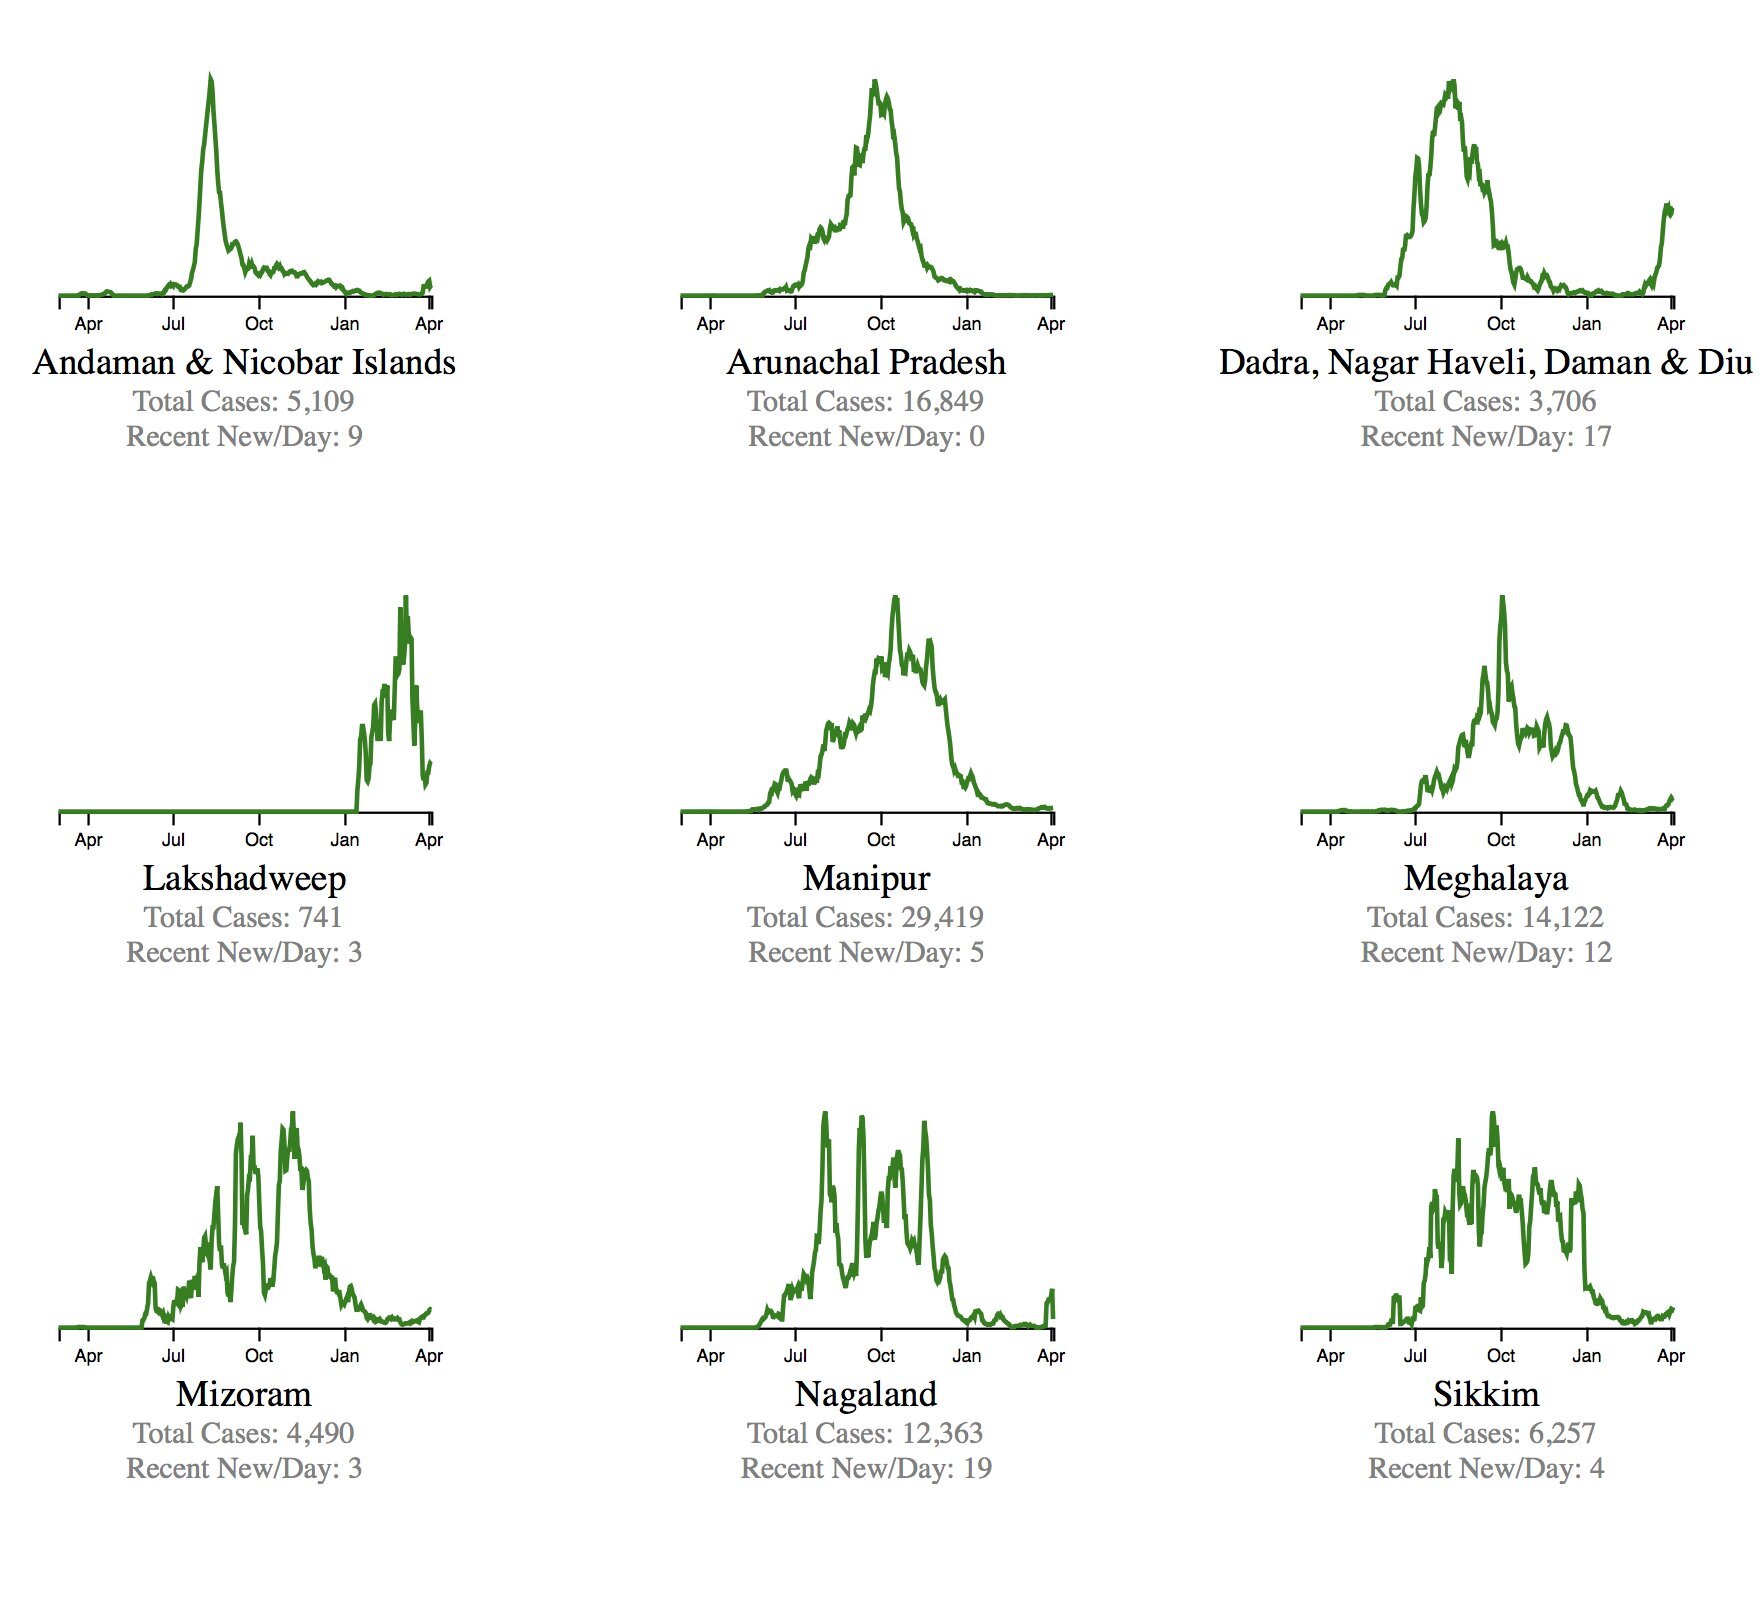 Apr Jul Oct Jan Apr
Andaman & Nicobar Islands
Total Cases: 5,109
Recent New/Day: 9
Apr Jul Oct Jan Apr
Arunachal Pradesh
Total Cases: 16,849
Recent New/Day: 0
Apr Jul Oct Jan Apr
Dadra, Nagar Haveli, Daman & Diu
Total Cases: 3,706
Recent New/Day: 17
Apr Jul Oct Jan Apr
Lakshadweep
Total Cases: 741
Recent New/Day: 3
Apr Jul Oct Jan Apr
Manipur
Total Cases: 29,419
Recent New/Day: 5
Apr Jul Oct Jan Apr
Meghalaya
Total Cases: 14,122
Recent New/Day: 12
Apr Jul Oct Jan Apr
Mizoram
Total Cases: 4,490
Recent New/Day: 3
Apr Jul Oct Jan Apr
Nagaland
Total Cases: 12,363
Recent New/Day: 19
Apr Jul Oct Jan Apr
Sikkim
Total Cases: 6,257
Recent New/Day: 4